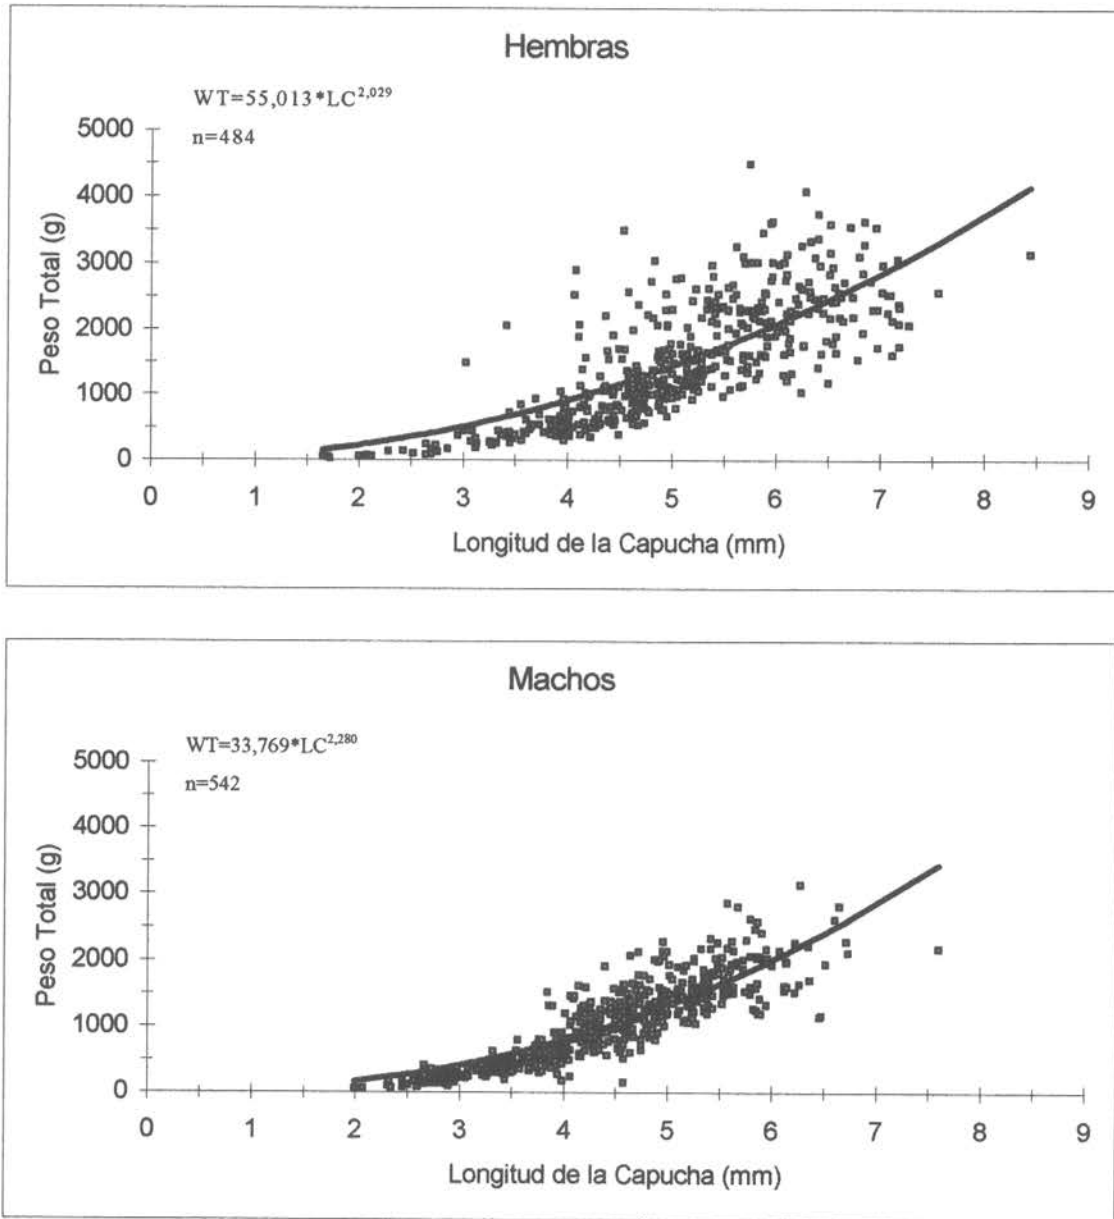 Hembras
WT=55,013*LC^2,029
n=484
5000
4000
3000
2000
1000
0
Peso Total (g)
0 1 2 3 4 5 6 7 8 9
Longitud de la Capucha (mm)
Machos
WT=33,769*LC^2,280
n=542
5000
4000
3000
2000
1000
0
Peso Total (g)
0 1 2 3 4 5 6 7 8 9
Longitud de la Capucha (mm)